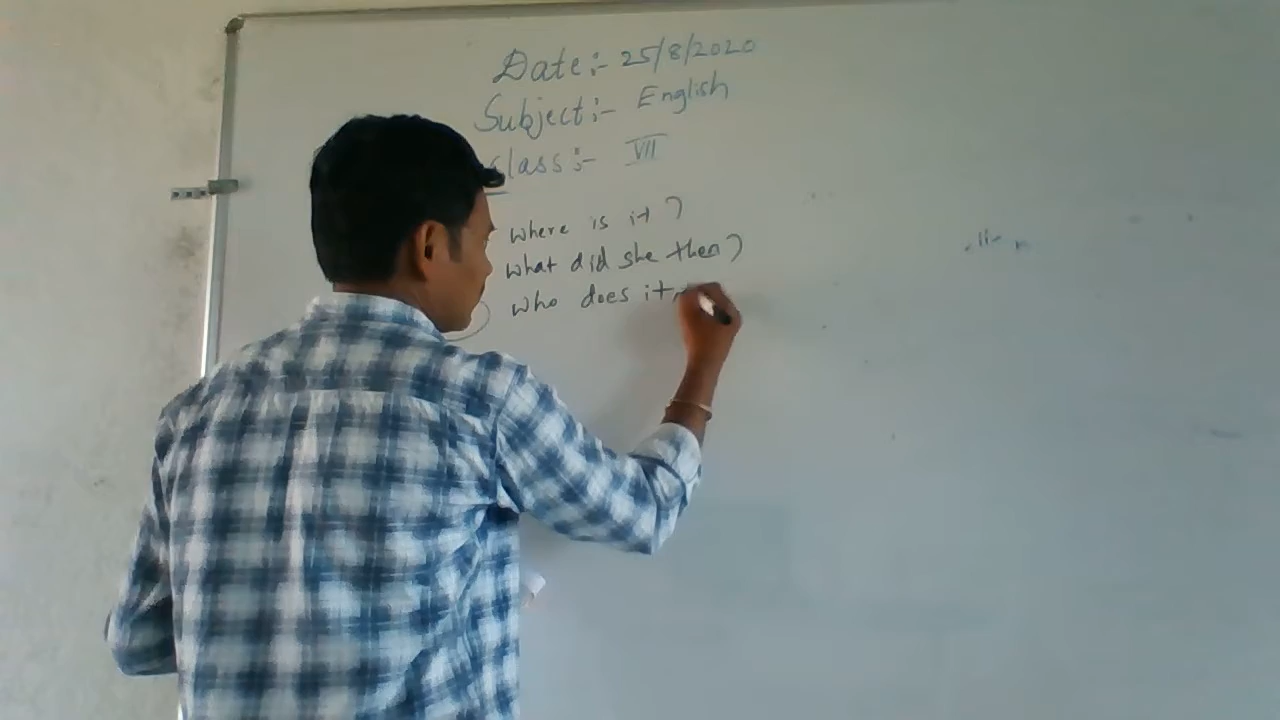 Date:- 25/8/2020
Subject:- English
Class:- VII
Where is it?
What did she then?
Who does it